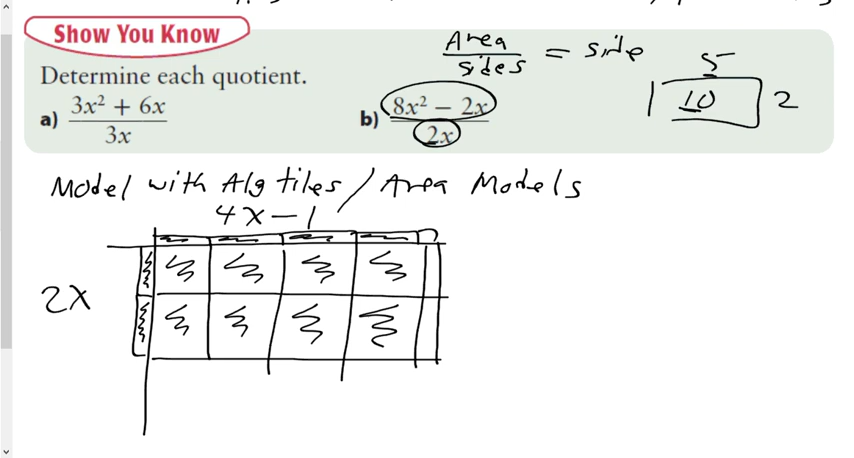 Show You Know
Area/sides = side
5
10 2
Determine each quotient.
a) (3x² + 6x)/(3x) b) (8x² − 2x)/(2x)
Model with Alg tiles / Area Models
4x − 1
2x